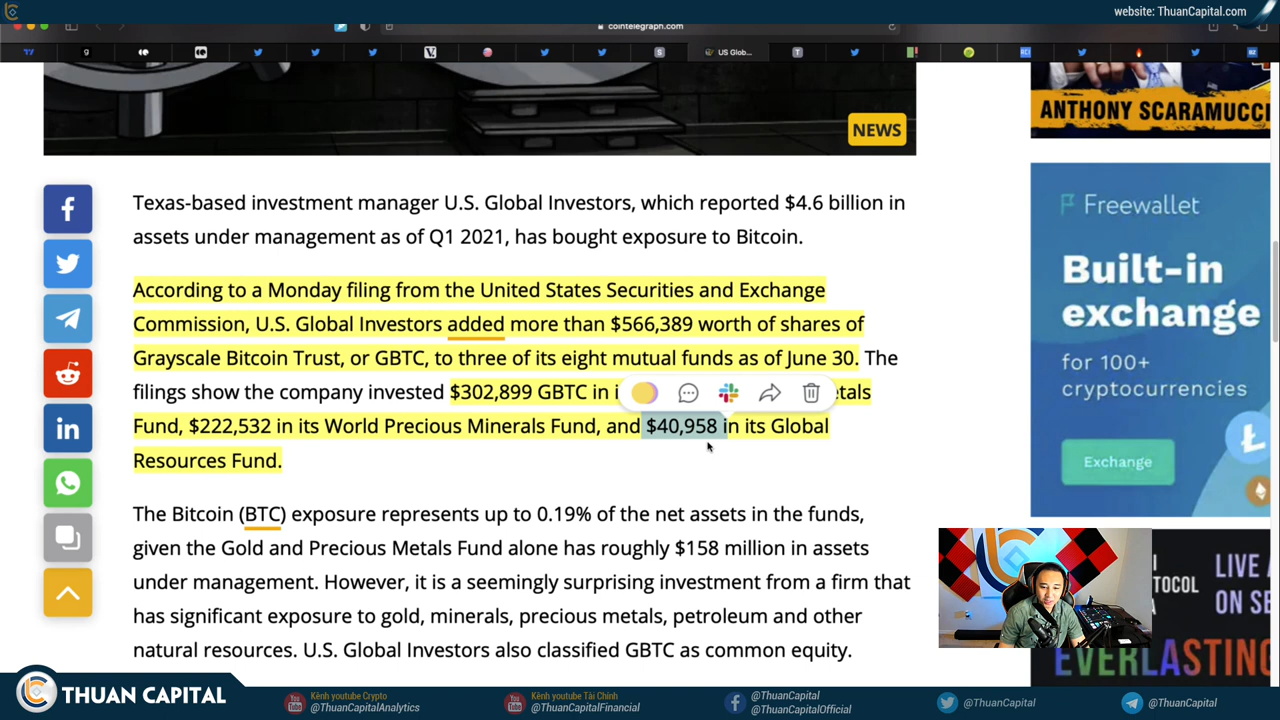 website: ThuanCapital.com
cointelegraph.com
US Glob...
NEWS
ANTHONY SCARAMUCCI
Texas-based investment manager U.S. Global Investors, which reported $4.6 billion in
assets under management as of Q1 2021, has bought exposure to Bitcoin.
According to a Monday filing from the United States Securities and Exchange
Commission, U.S. Global Investors added more than $566,389 worth of shares of
Grayscale Bitcoin Trust, or GBTC, to three of its eight mutual funds as of June 30. The
filings show the company invested $302,899 GBTC in i etals
Fund, $222,532 in its World Precious Minerals Fund, and $40,958 in its Global
Resources Fund.
The Bitcoin (BTC) exposure represents up to 0.19% of the net assets in the funds,
given the Gold and Precious Metals Fund alone has roughly $158 million in assets
under management. However, it is a seemingly surprising investment from a firm that
has significant exposure to gold, minerals, precious metals, petroleum and other
natural resources. U.S. Global Investors also classified GBTC as common equity.
Freewallet
Built-in
exchange
for 100+
cryptocurrencies
Exchange
LIVE
OTOCOL
ON SE
EVERLASTING
THUAN CAPITAL
Kênh youtube Crypto
@ThuanCapitalAnalytics
Kênh youtube Tài Chính
@ThuanCapitalFinancial
@ThuanCapital
@ThuanCapitalOfficial
@ThuanCapital
@ThuanCapital